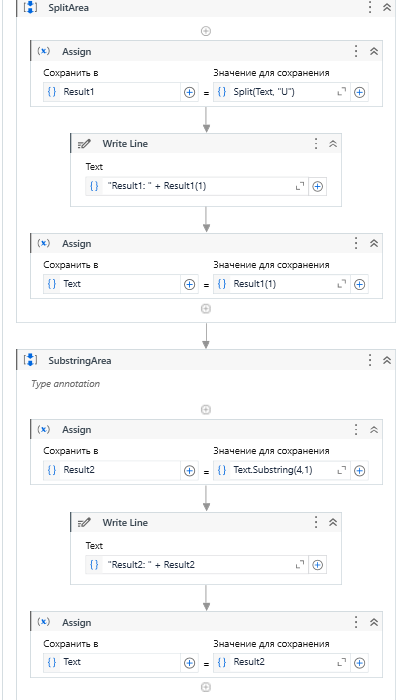 SplitArea
Assign
Сохранить в
Значение для сохранения
Result1 = Split(Text, "U")
Write Line
Text
"Result1: " + Result1(1)
Assign
Сохранить в
Значение для сохранения
Text = Result1(1)
SubstringArea
Type annotation
Assign
Сохранить в
Значение для сохранения
Result2 = Text.Substring(4,1)
Write Line
Text
"Result2: " + Result2
Assign
Сохранить в
Значение для сохранения
Text = Result2